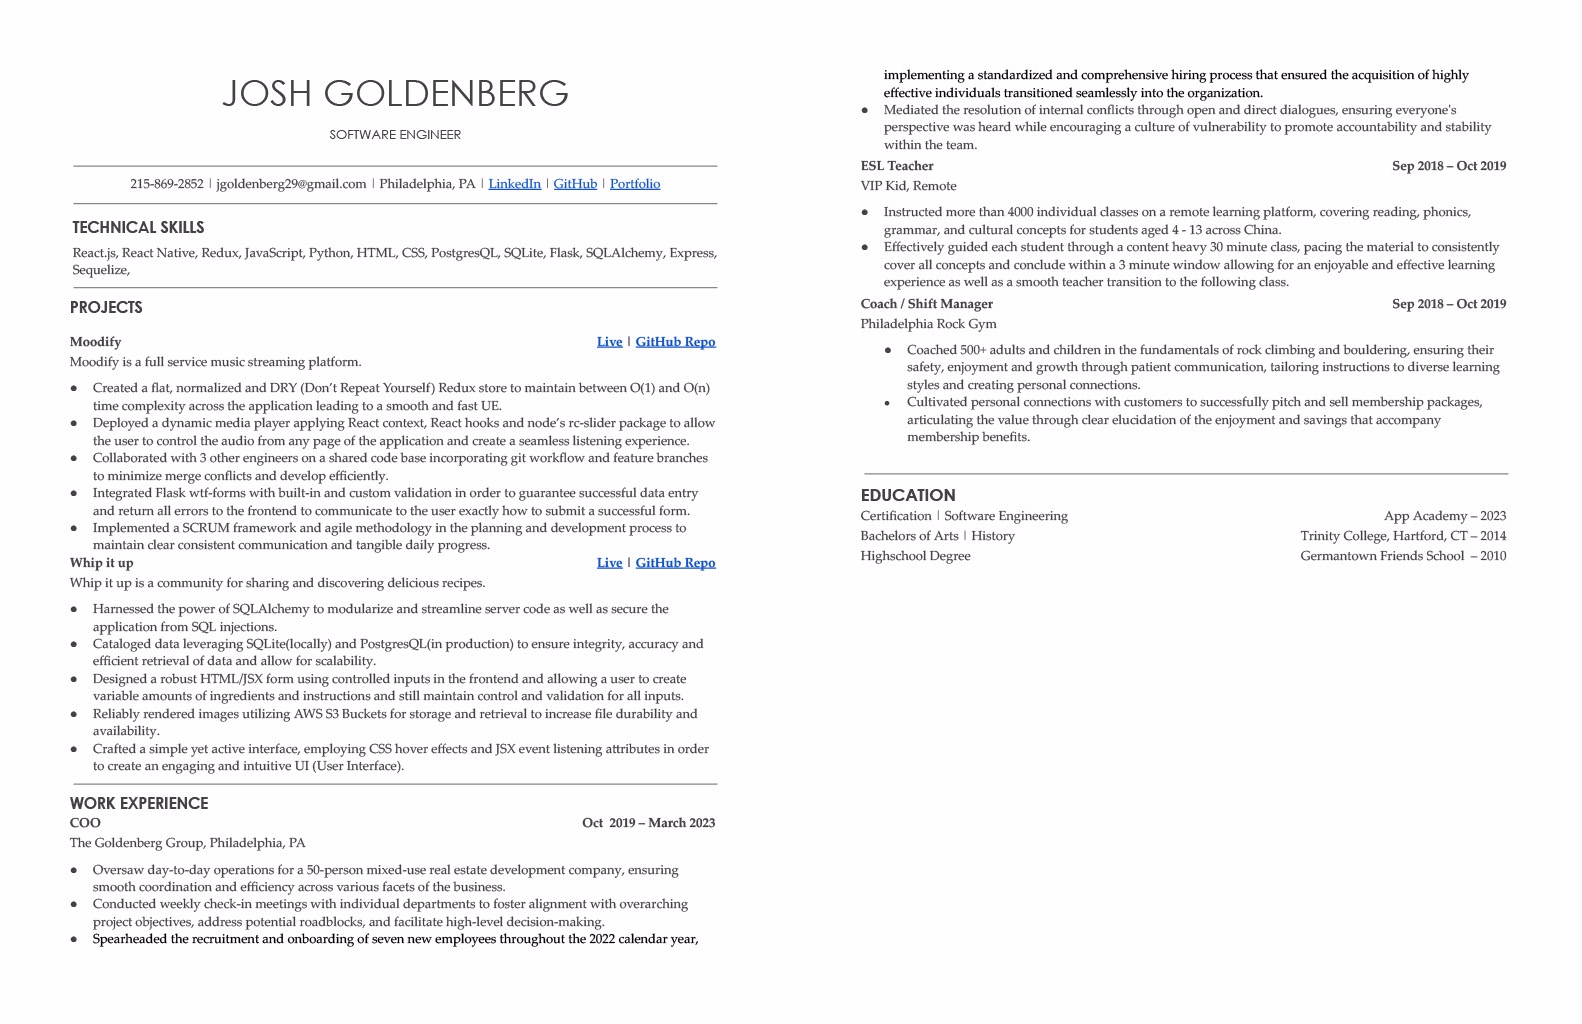 JOSH GOLDENBERG
SOFTWARE ENGINEER
215-869-2852 | jgoldenberg29@gmail.com | Philadelphia, PA | LinkedIn | GitHub | Portfolio
TECHNICAL SKILLS
React.js, React Native, Redux, JavaScript, Python, HTML, CSS, PostgresQL, SQLite, Flask, SQLAlchemy, Express,
Sequelize,
PROJECTS
Moodify Live | GitHub Repo
Moodify is a full service music streaming platform.
● Created a flat, normalized and DRY (Don’t Repeat Yourself) Redux store to maintain between O(1) and O(n)
time complexity across the application leading to a smooth and fast UE.
● Deployed a dynamic media player applying React context, React hooks and node’s rc-slider package to allow
the user to control the audio from any page of the application and create a seamless listening experience.
● Collaborated with 3 other engineers on a shared code base incorporating git workflow and feature branches
to minimize merge conflicts and develop efficiently.
● Integrated Flask wtf-forms with built-in and custom validation in order to guarantee successful data entry
and return all errors to the frontend to communicate to the user exactly how to submit a successful form.
● Implemented a SCRUM framework and agile methodology in the planning and development process to
maintain clear consistent communication and tangible daily progress.
Whip it up Live | GitHub Repo
Whip it up is a community for sharing and discovering delicious recipes.
● Harnessed the power of SQLAlchemy to modularize and streamline server code as well as secure the
application from SQL injections.
● Cataloged data leveraging SQLite(locally) and PostgresQL(in production) to ensure integrity, accuracy and
efficient retrieval of data and allow for scalability.
● Designed a robust HTML/JSX form using controlled inputs in the frontend and allowing a user to create
variable amounts of ingredients and instructions and still maintain control and validation for all inputs.
● Reliably rendered images utilizing AWS S3 Buckets for storage and retrieval to increase file durability and
availability.
● Crafted a simple yet active interface, employing CSS hover effects and JSX event listening attributes in order
to create an engaging and intuitive UI (User Interface).
WORK EXPERIENCE
COO Oct 2019 – March 2023
The Goldenberg Group, Philadelphia, PA
● Oversaw day-to-day operations for a 50-person mixed-use real estate development company, ensuring
smooth coordination and efficiency across various facets of the business.
● Conducted weekly check-in meetings with individual departments to foster alignment with overarching
project objectives, address potential roadblocks, and facilitate high-level decision-making.
● Spearheaded the recruitment and onboarding of seven new employees throughout the 2022 calendar year,
implementing a standardized and comprehensive hiring process that ensured the acquisition of highly
effective individuals transitioned seamlessly into the organization.
● Mediated the resolution of internal conflicts through open and direct dialogues, ensuring everyone's
perspective was heard while encouraging a culture of vulnerability to promote accountability and stability
within the team.
ESL Teacher Sep 2018 – Oct 2019
VIP Kid, Remote
● Instructed more than 4000 individual classes on a remote learning platform, covering reading, phonics,
grammar, and cultural concepts for students aged 4 - 13 across China.
● Effectively guided each student through a content heavy 30 minute class, pacing the material to consistently
cover all concepts and conclude within a 3 minute window allowing for an enjoyable and effective learning
experience as well as a smooth teacher transition to the following class.
Coach / Shift Manager Sep 2018 – Oct 2019
Philadelphia Rock Gym
● Coached 500+ adults and children in the fundamentals of rock climbing and bouldering, ensuring their
safety, enjoyment and growth through patient communication, tailoring instructions to diverse learning
styles and creating personal connections.
● Cultivated personal connections with customers to successfully pitch and sell membership packages,
articulating the value through clear elucidation of the enjoyment and savings that accompany
membership benefits.
EDUCATION
Certification | Software Engineering App Academy – 2023
Bachelors of Arts | History Trinity College, Hartford, CT – 2014
Highschool Degree Germantown Friends School – 2010